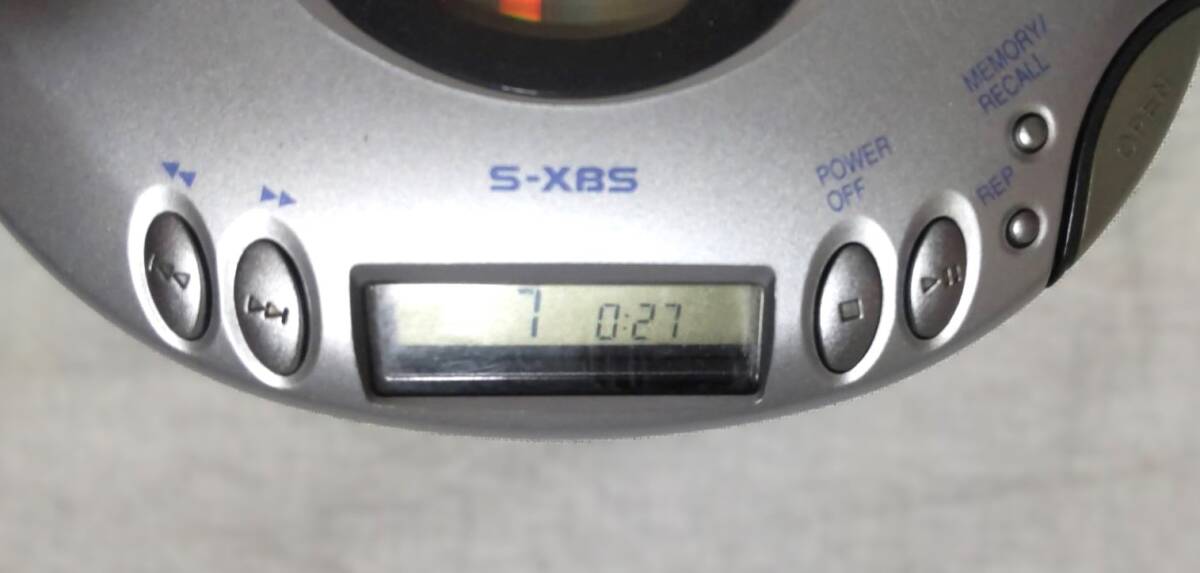 MEMORY/
RECALL
OPEN
S-XBS
POWER
OFF
REP
7 0:27